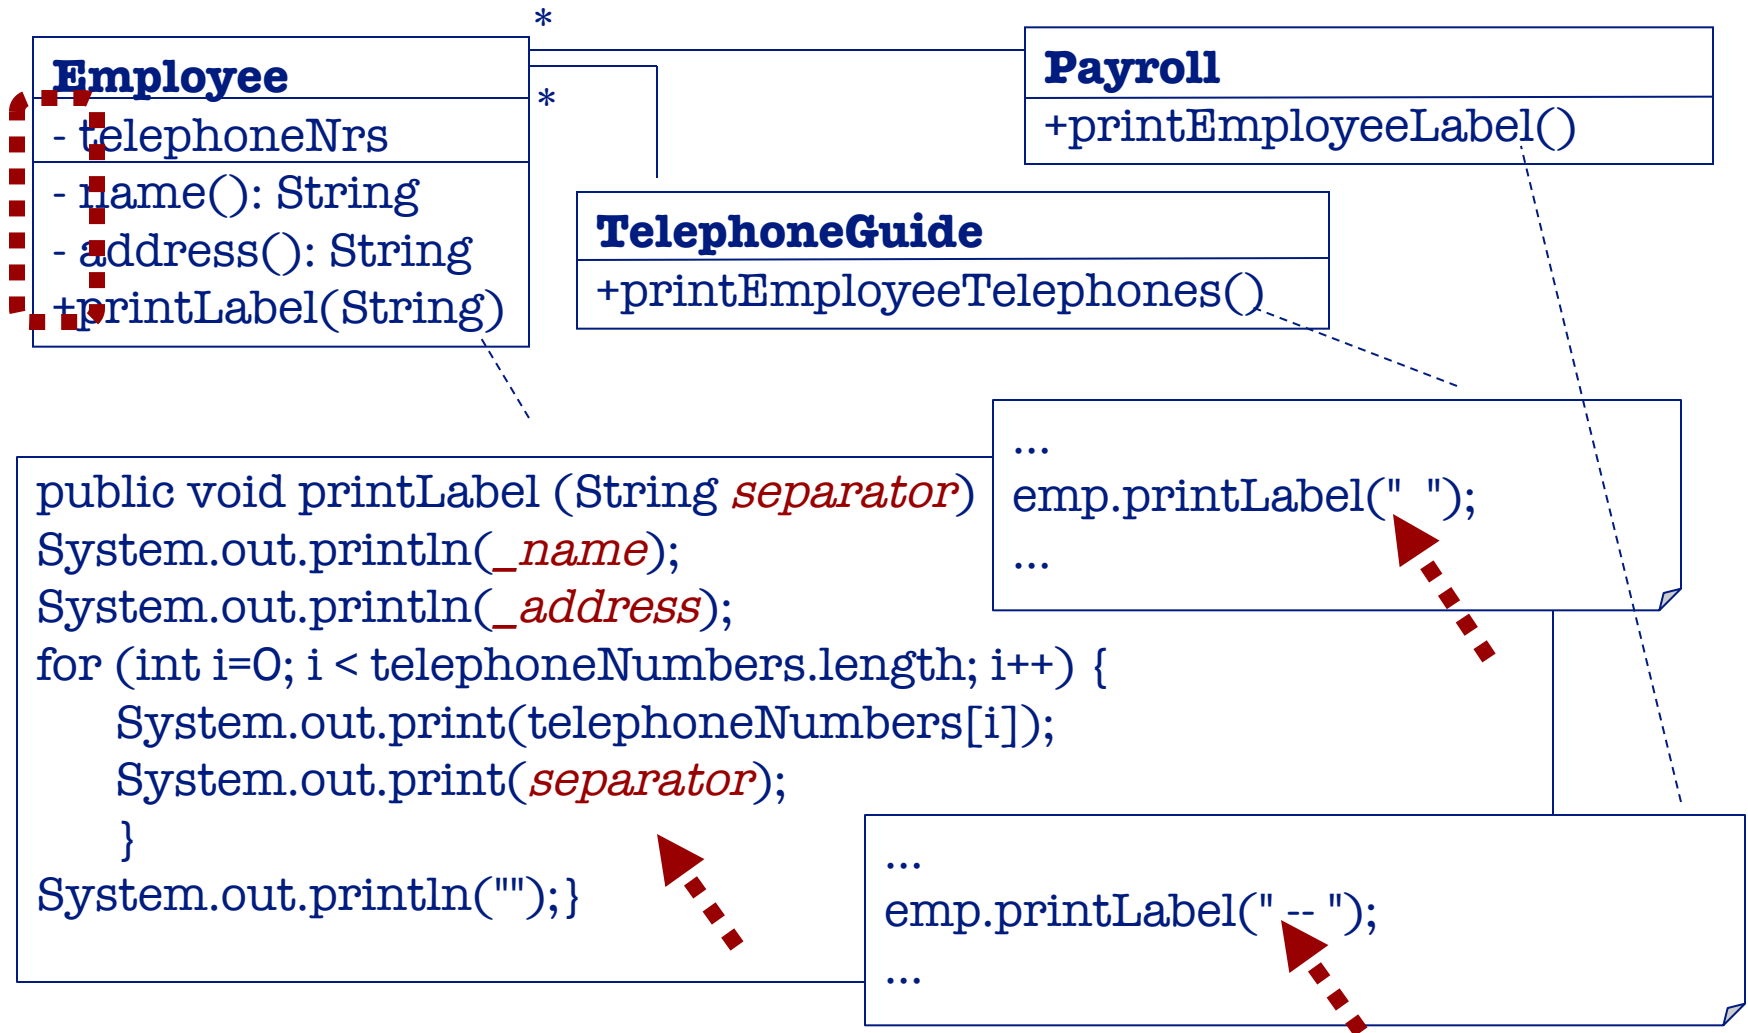 *
Employee
*
- telephoneNrs
- name(): String
- address(): String
+printLabel(String)
Payroll
+printEmployeeLabel()
TelephoneGuide
+printEmployeeTelephones()
...
emp.printLabel("  ");
...
public void printLabel (String separator)
System.out.println(_name);
System.out.println(_address);
for (int i=0; i < telephoneNumbers.length; i++) {
System.out.print(telephoneNumbers[i]);
System.out.print(separator);
}
System.out.println("");}
...
emp.printLabel(" -- ");
...